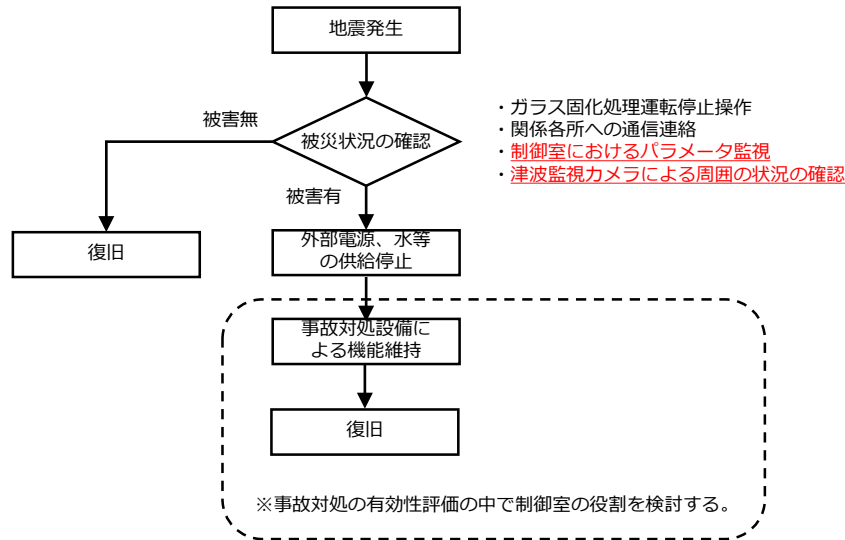 地震発生
被災状況の確認
・ガラス固化処理運転停止操作
・関係各所への通信連絡
・制御室におけるパラメータ監視
・津波監視カメラによる周囲の状況の確認
被害無
被害有
復旧
外部電源、水等
の供給停止
事故対処設備に
よる機能維持
復旧
※事故対処の有効性評価の中で制御室の役割を検討する。